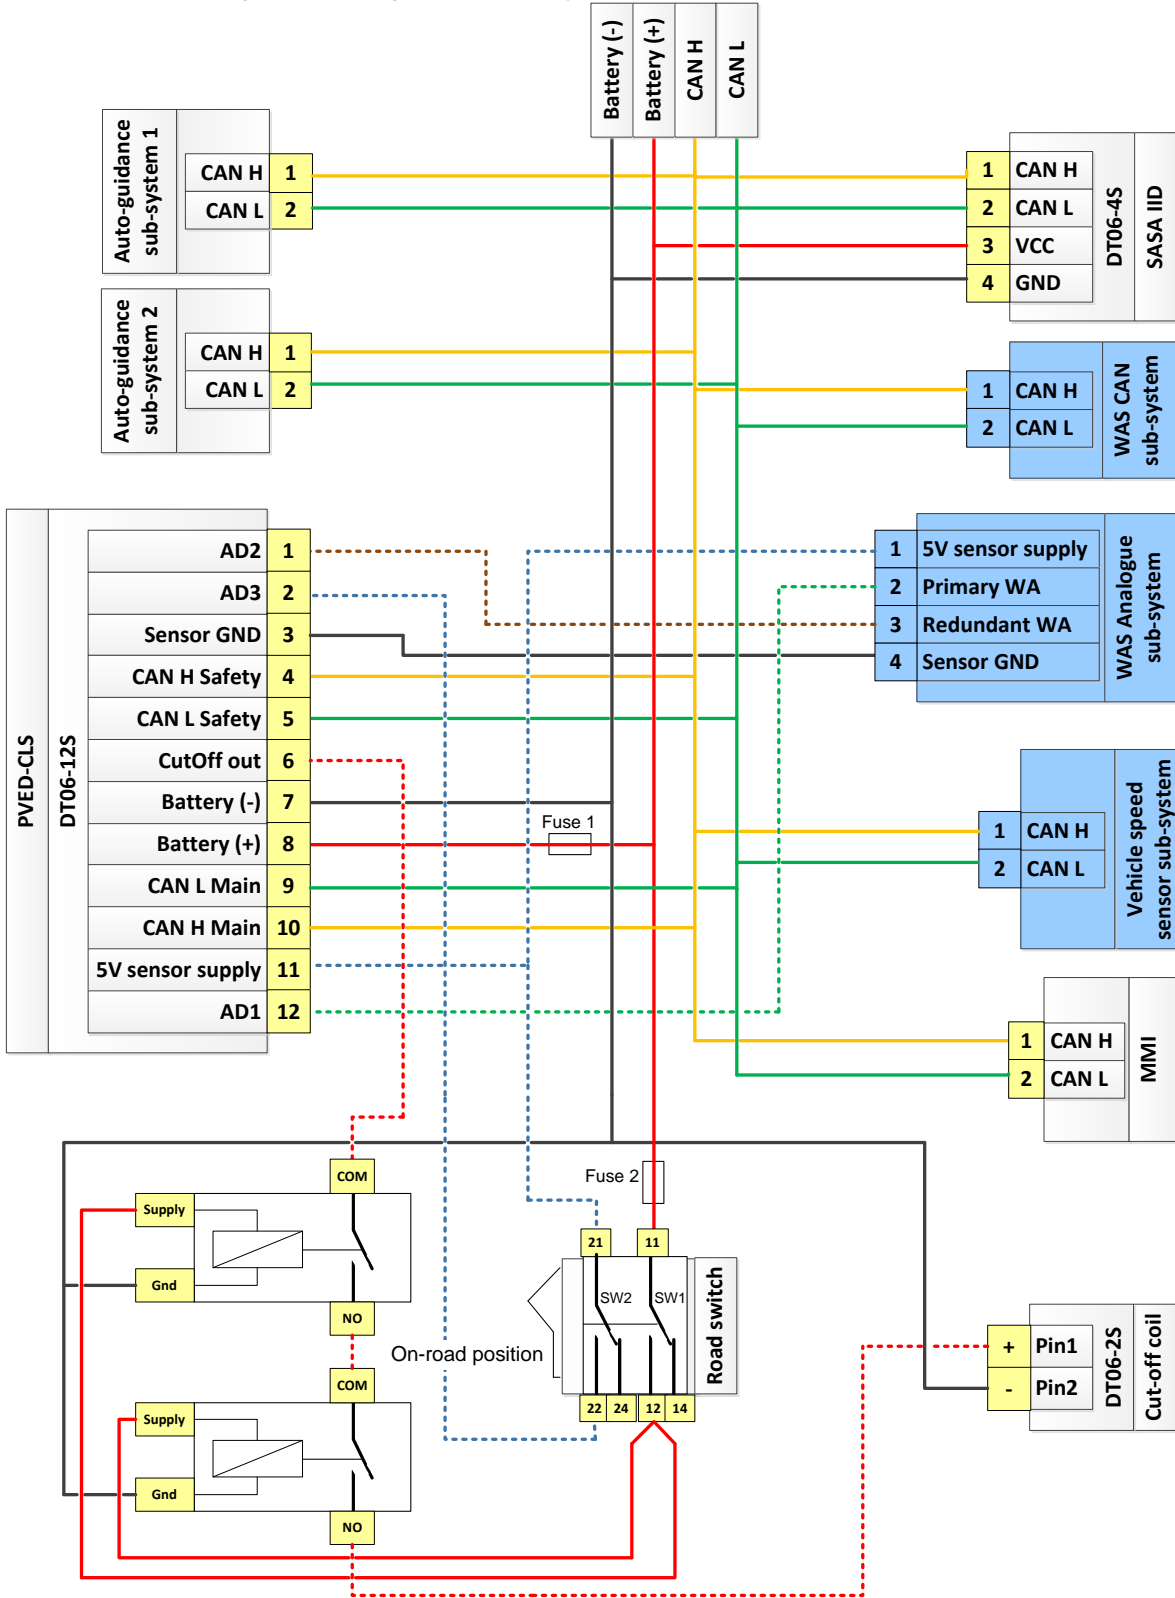 Battery (-)
Battery (+)
CAN H
CAN L
Auto-guidance
sub-system 1
CAN H 1
CAN L 2
1 CAN H
2 CAN L
3 VCC
4 GND
DT06-4S
SASA IID
Auto-guidance
sub-system 2
CAN H 1
CAN L 2
1 CAN H
2 CAN L
WAS CAN
sub-system
PVED-CLS
DT06-12S
AD2 1
AD3 2
Sensor GND 3
CAN H Safety 4
CAN L Safety 5
CutOff out 6
Battery (-) 7
Battery (+) 8
CAN L Main 9
CAN H Main 10
5V sensor supply 11
AD1 12
1 5V sensor supply
2 Primary WA
3 Redundant WA
4 Sensor GND
WAS Analogue
sub-system
Fuse 1
1 CAN H
2 CAN L
Vehicle speed
sensor sub-system
1 CAN H
2 CAN L
MMI
COM
Supply
Gnd
NO
COM
Supply
Gnd
NO
Fuse 2
21
11
SW2
SW1
Road switch
On-road position
22 24 12 14
+ Pin1
- Pin2
DT06-2S
Cut-off coil